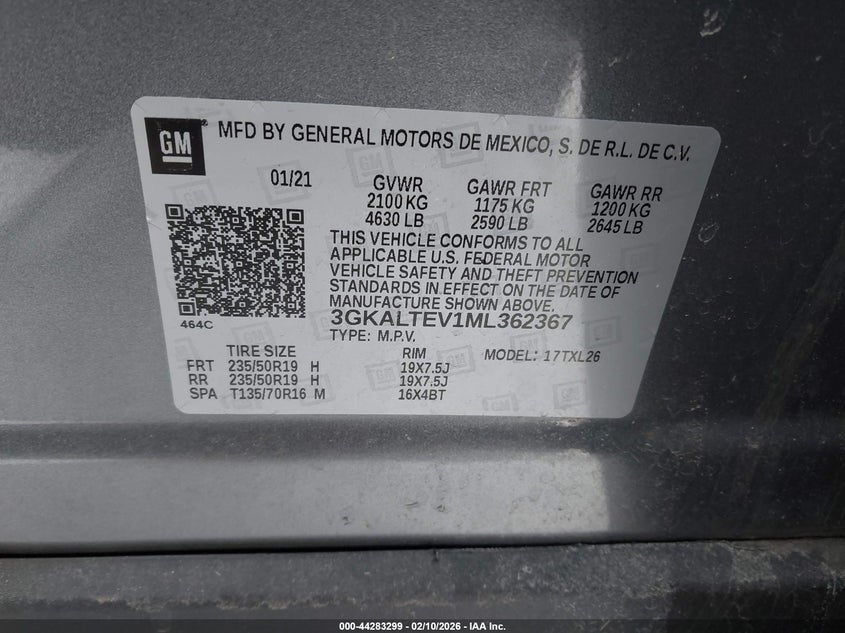 GM ® MFD BY GENERAL MOTORS DE MEXICO, S. DE R.L. DE C.V.
01/21 GVWR GAWR FRT GAWR RR
2100 KG 1175 KG 1200 KG
4630 LB 2590 LB 2645 LB
THIS VEHICLE CONFORMS TO ALL
APPLICABLE U.S. FEDERAL MOTOR
VEHICLE SAFETY AND THEFT PREVENTION
STANDARDS IN EFFECT ON THE DATE OF
MANUFACTURE SHOWN ABOVE.
464C 3GKALTEV1ML362367
TYPE: M.P.V.
TIRE SIZE RIM MODEL: 17TXL26
FRT 235/50R19 H 19X7.5J
RR 235/50R19 H 19X7.5J
SPA T135/70R16 M 16X4BT
000-44283299 - 02/10/2026 - IAA Inc.